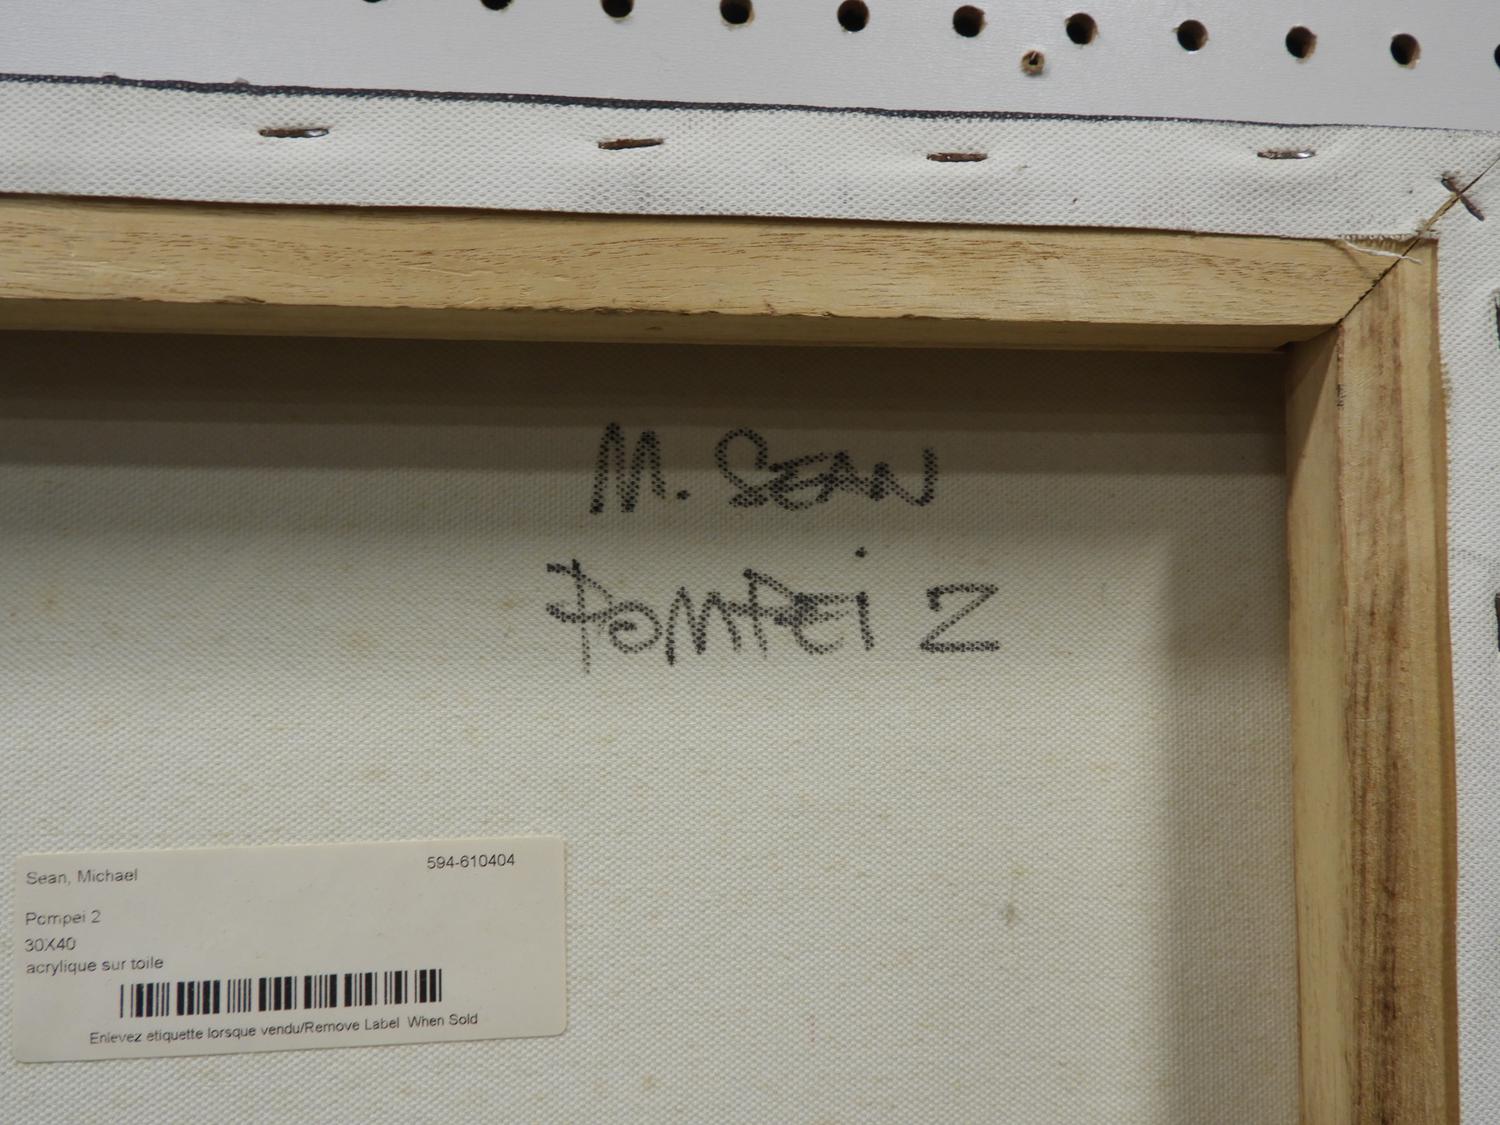 M. SEAN
POMPEi 2
Sean, Michael
594-610404
Pompei 2
30X40
acrylique sur toile
Enlevez etiquette lorsque vendu/Remove Label When Sold